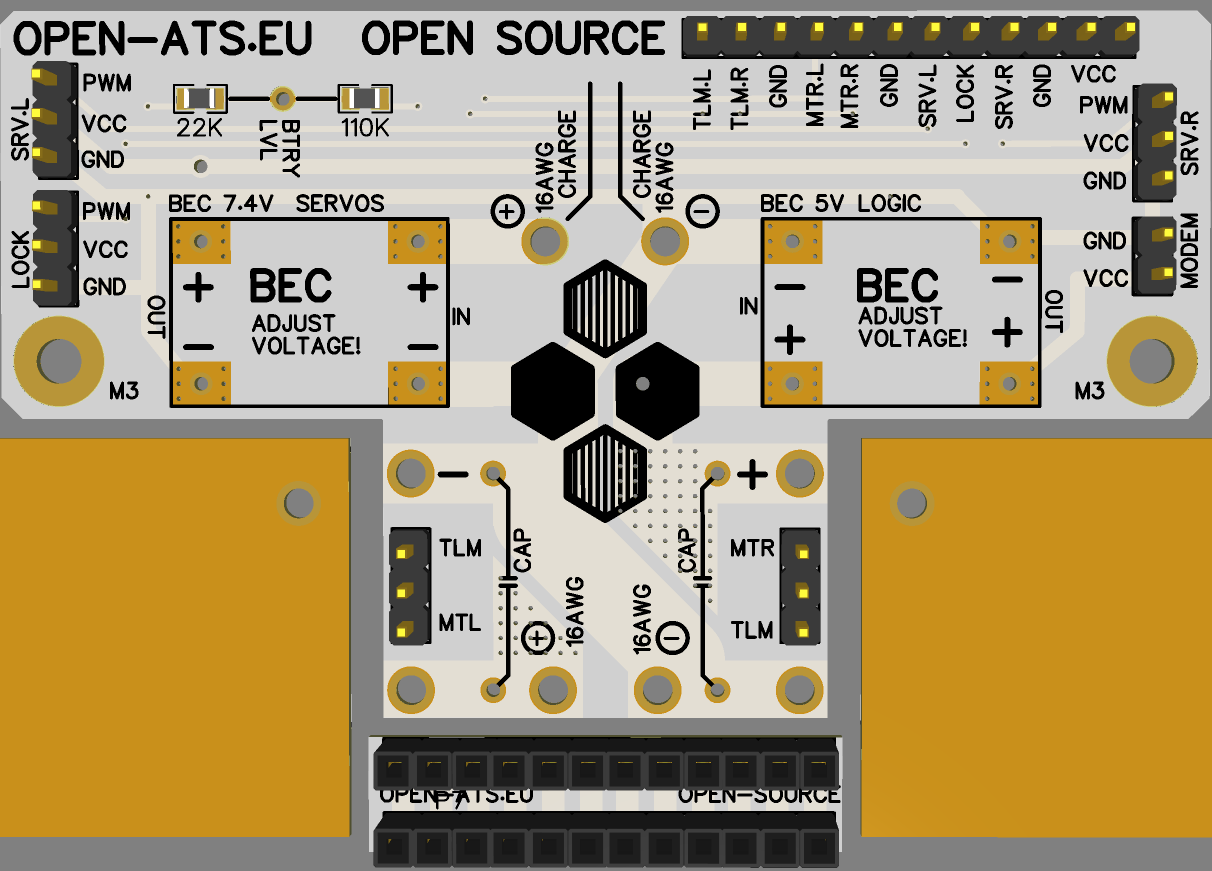 OPEN-ATS.EU OPEN SOURCE
TLM.L
TLM.R
GND
MTR.L
MTR.R
GND
SRV.L
LOCK
SRV.R
GND
VCC
SRV.L
PWM
VCC
GND
22K
BTRY
LVL
110K
16AWG
CHARGE
CHARGE
16AWG
PWM
VCC
GND
SRV.R
LOCK
PWM
VCC
GND
BEC 7.4V SERVOS
+ -
BEC 5V LOGIC
GND
VCC
MODEM
OUT
+
BEC
+
ADJUST
VOLTAGE!
-
-
IN
IN
-
BEC
-
ADJUST
VOLTAGE!
+
+
OUT
M3
M3
-
+
TLM
CAP
CAP
MTR
MTL
+
16AWG
16AWG
-
TLM
OPEN-ATS.EU
OPEN-SOURCE